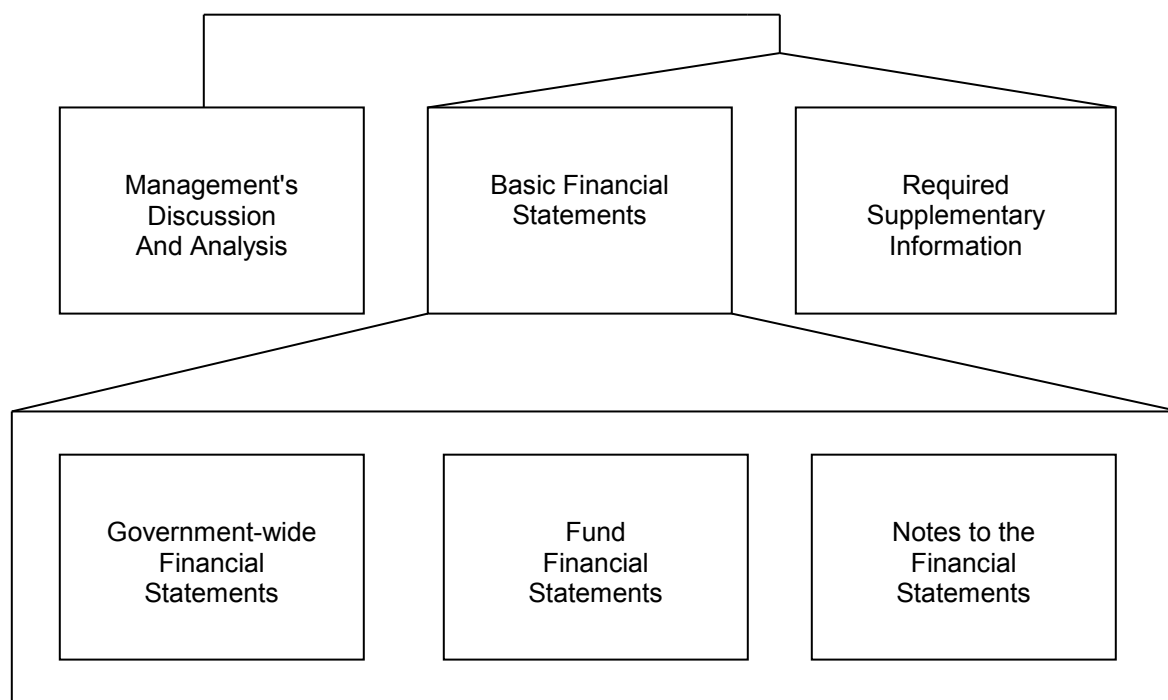 Management's
Discussion
And Analysis
Basic Financial
Statements
Required
Supplementary
Information
Government-wide
Financial
Statements
Fund
Financial
Statements
Notes to the
Financial
Statements